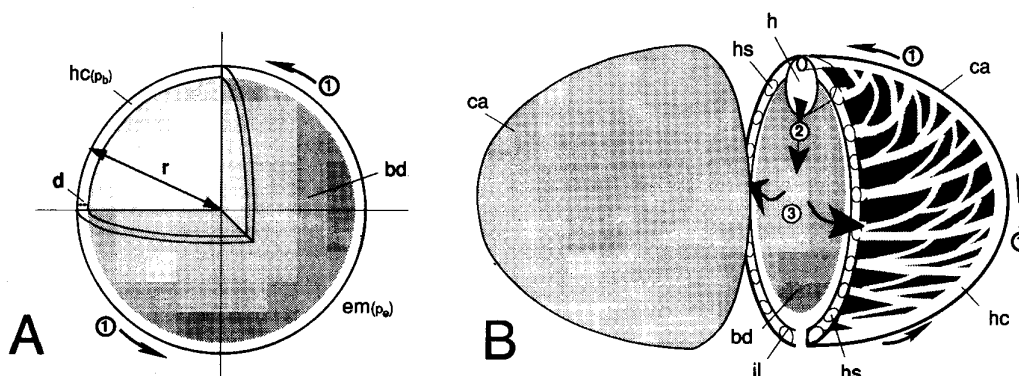 hc(pb)
①
r
d
bd
em(pe)
①
A
h
hs
①
ca
ca
②
③
hc
bd
il
hs
B